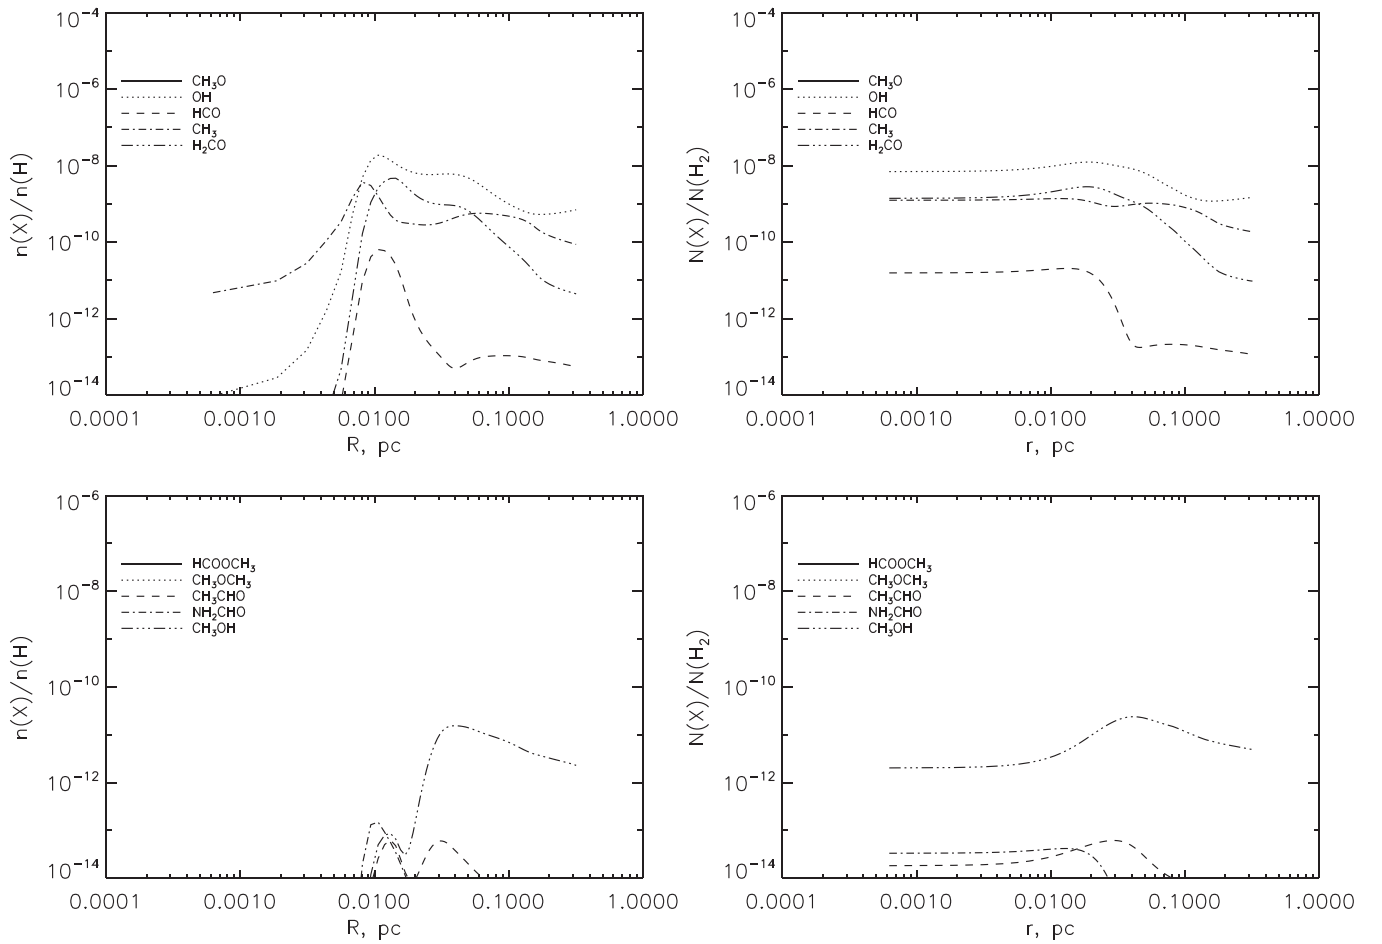 10⁻⁴
10⁻⁶
10⁻⁸
10⁻¹⁰
10⁻¹²
10⁻¹⁴
n(X)/n(H)
CH₃O
OH
HCO
CH₃
H₂CO
0.0001 0.0010 0.0100 0.1000 1.0000
R, pc
10⁻⁴
10⁻⁶
10⁻⁸
10⁻¹⁰
10⁻¹²
10⁻¹⁴
N(X)/N(H₂)
CH₃O
OH
HCO
CH₃
H₂CO
0.0001 0.0010 0.0100 0.1000 1.0000
r, pc
10⁻⁶
10⁻⁸
10⁻¹⁰
10⁻¹²
10⁻¹⁴
n(X)/n(H)
HCOOCH₃
CH₃OCH₃
CH₃CHO
NH₂CHO
CH₃OH
0.0001 0.0010 0.0100 0.1000 1.0000
R, pc
10⁻⁶
10⁻⁸
10⁻¹⁰
10⁻¹²
10⁻¹⁴
N(X)/N(H₂)
HCOOCH₃
CH₃OCH₃
CH₃CHO
NH₂CHO
CH₃OH
0.0001 0.0010 0.0100 0.1000 1.0000
r, pc